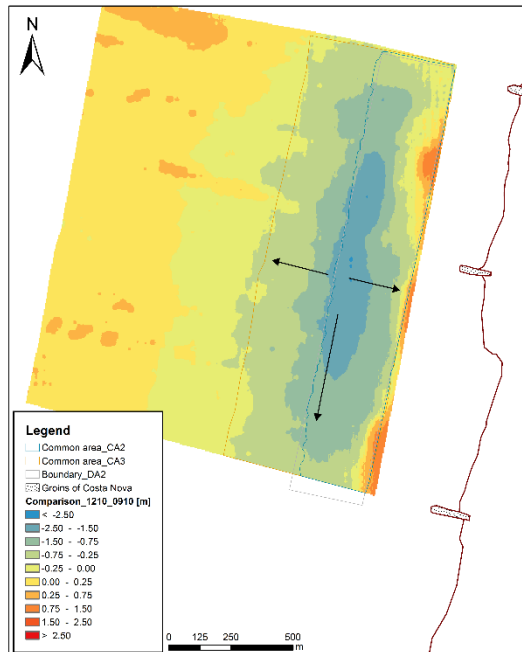 N
Legend
Common area_CA2
Common area_CA3
Boundary_DA2
Groins of Costa Nova
Comparison_1210_0910 [m]
< -2.50
-2.50 - -1.50
-1.50 - -0.75
-0.75 - -0.25
-0.25 - 0.00
0.00 - 0.25
0.25 - 0.75
0.75 - 1.50
1.50 - 2.50
> 2.50
0 125 250 500
m